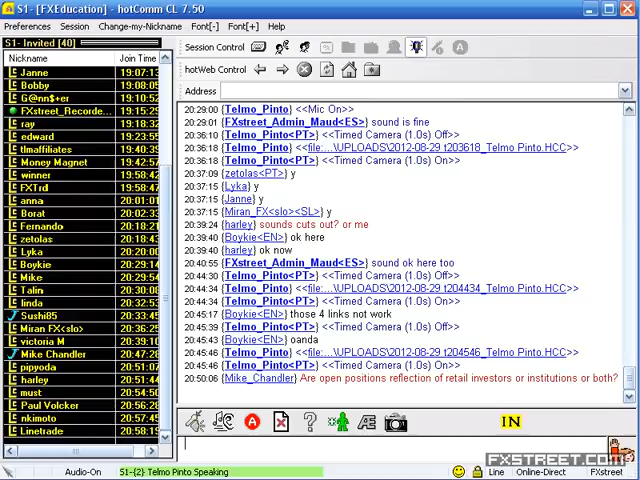 S1- [FXEducation] - hotComm CL 7.50
Preferences Session Change-my-Nickname Font[-] Font[+] Help
S1- Invited [40]
Nickname Join Time
Janne 19:07:13
Bobby 19:08:15
G@nn$+er 19:10:52
FXstreet_Recorde... 19:15:29
ray 19:18:32
edward 19:23:55
tlmaffiliates 19:40:39
Money Magnet 19:42:57
winner 19:58:42
FXTrd 19:58:47
anna 20:01:01
Borat 20:02:33
Fernando 20:18:21
zetolas 20:18:25
Lyka 20:20:00
Boykie 20:29:14
Mike 20:29:54
Talin 20:31:26
linda 20:32:53
Sushi85 20:33:45
Miran FX<slo> 20:36:25
victoria M 20:39:10
Mike Chandler 20:47:28
pipyoda 20:51:07
harley 20:51:44
must 20:54:24
Paul Volcker 20:56:28
nkimoto 20:57:58
Linetrade 20:58:31
Session Control
hotWeb Control
Address
20:29:00 {Telmo_Pinto} <<Mic On>>
20:29:01 {FXstreet_Admin_Maud<ES>} sound is fine
20:36:10 {Telmo_Pinto<PT>} <<Timed Camera (1.0s) Off>>
20:36:18 {Telmo_Pinto} <<file:...\UPLOADS\2012-08-29 t203618_Telmo Pinto.HCC>>
20:36:18 {Telmo_Pinto<PT>} <<Timed Camera (1.0s) On>>
20:37:09 {zetolas<PT>} y
20:37:15 {Lyka} y
20:37:15 {Janne} y
20:37:15 {Miran_FX<slo><SL>} y
20:39:24 {harley} sounds cuts out? or me
20:39:40 {Boykie<EN>} ok here
20:39:40 {harley} ok now
20:40:55 {FXstreet_Admin_Maud<ES>} sound ok here too
20:44:30 {Telmo_Pinto<PT>} <<Timed Camera (1.0s) Off>>
20:44:34 {Telmo_Pinto} <<file:...\UPLOADS\2012-08-29 t204434_Telmo Pinto.HCC>>
20:44:34 {Telmo_Pinto<PT>} <<Timed Camera (1.0s) On>>
20:45:17 {Boykie<EN>} those 4 links not work
20:45:43 {Telmo_Pinto<PT>} <<Timed Camera (1.0s) Off>>
20:45:43 {Boykie<EN>} oanda
20:45:46 {Telmo_Pinto} <<file:...\UPLOADS\2012-08-29 t204546_Telmo Pinto.HCC>>
20:45:46 {Telmo_Pinto<PT>} <<Timed Camera (1.0s) On>>
20:50:06 {Mike_Chandler} Are open positions reflection of retail investors or institutions or both?
IN
FXSTREET.COM
Audio-On S1-{2} Telmo Pinto Speaking Line Online-Direct FXstreet